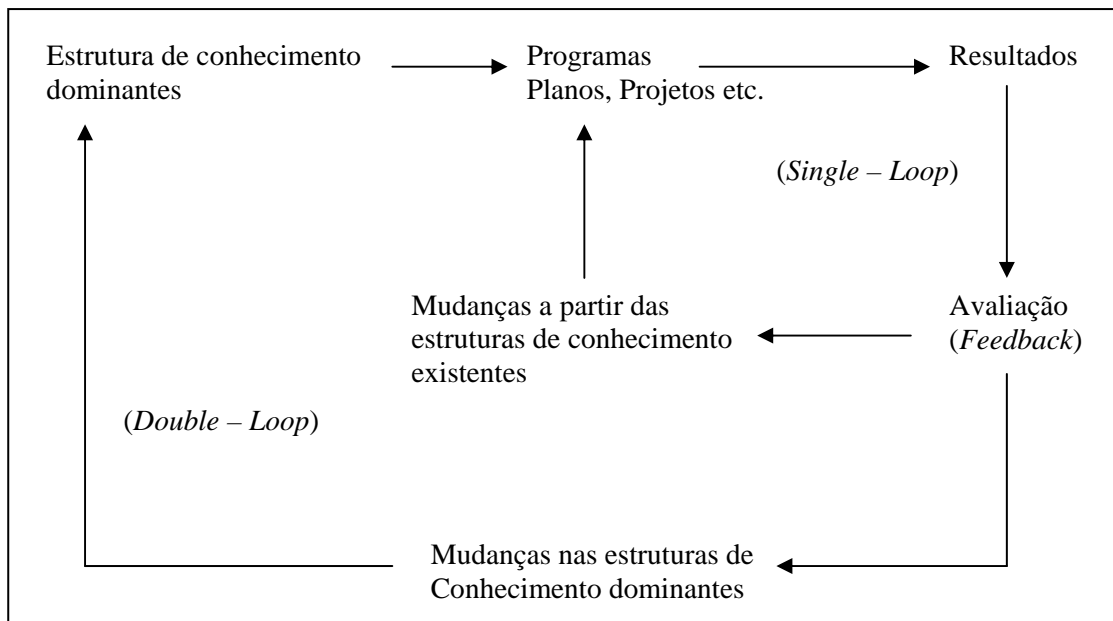 Estrutura de conhecimento
dominantes
Programas
Planos, Projetos etc.
Resultados
(Single – Loop)
Mudanças a partir das
estruturas de conhecimento
existentes
Avaliação
(Feedback)
(Double – Loop)
Mudanças nas estruturas de
Conhecimento dominantes